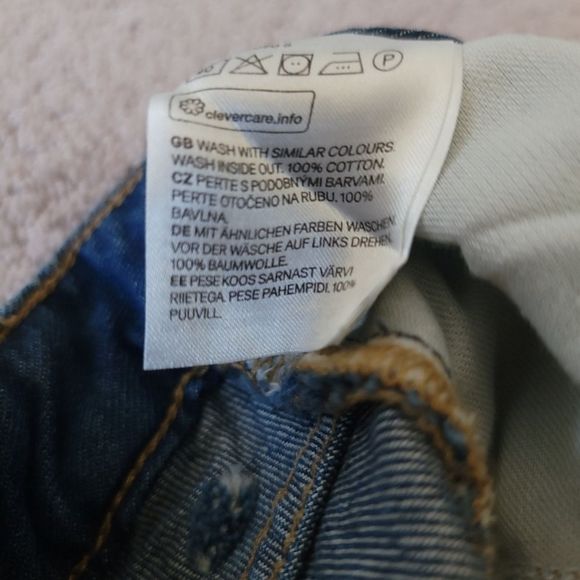 P
clevercare.info
GB WASH WITH SIMILAR COLOURS.
WASH INSIDE OUT. 100% COTTON.
CZ PERTE S PODOBNÝMI BARVAMI.
PERTE OTOČENO NA RUBU. 100%
BAVLNA.
DE MIT ÄHNLICHEN FARBEN WASCHEN.
VOR DER WÄSCHE AUF LINKS DREHEN.
100% BAUMWOLLE.
EE PESE KOOS SARNAST VÄRVI
RIIETEGA. PESE PAHEMPIDI. 100%
PUUVILL.